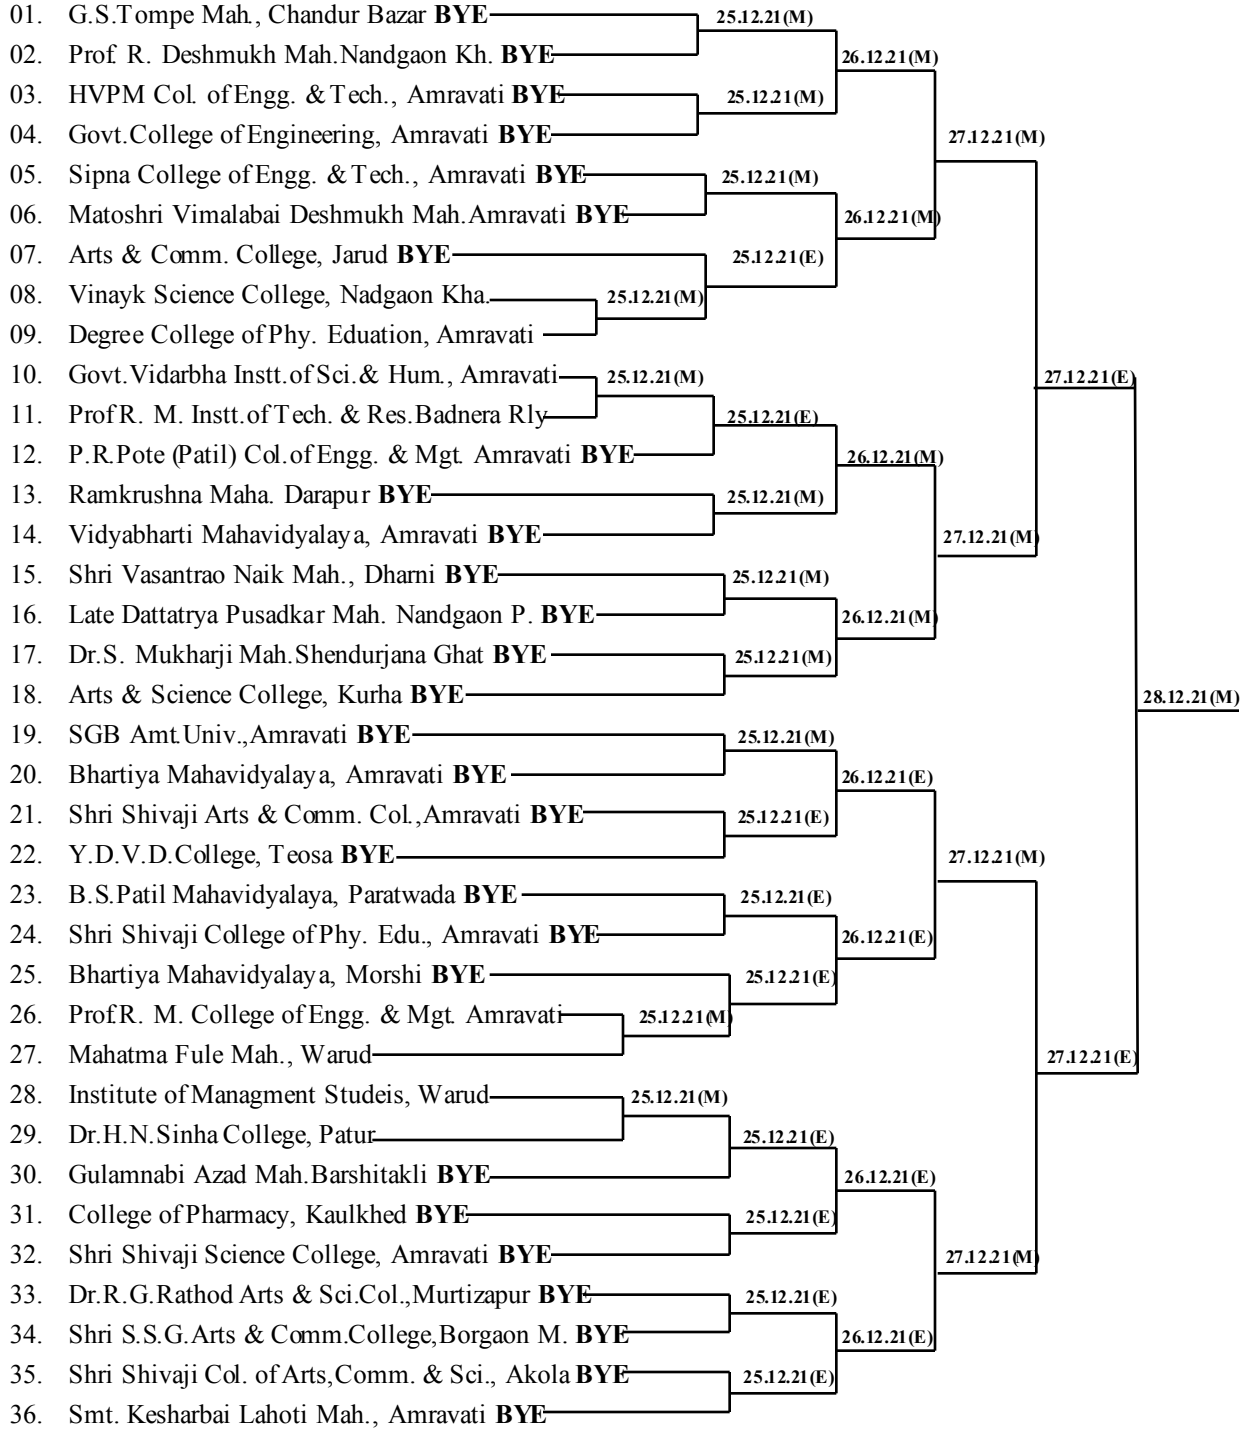 01. G.S.Tompe Mah., Chandur Bazar BYE 25.12.21(M)
02. Prof. R. Deshmukh Mah.Nandgaon Kh. BYE 26.12.21(M)
03. HVPM Col. of Engg. & Tech., Amravati BYE 25.12.21(M)
04. Govt.College of Engineering, Amravati BYE 27.12.21(M)
05. Sipna College of Engg. & Tech., Amravati BYE 25.12.21(M)
06. Matoshri Vimalabai Deshmukh Mah.Amravati BYE 26.12.21(M)
07. Arts & Comm. College, Jarud BYE 25.12.21(E)
08. Vinayk Science College, Nadgaon Kha. 25.12.21(M)
09. Degree College of Phy. Eduation, Amravati
10. Govt.Vidarbha Instt.of Sci.& Hum., Amravati 25.12.21(M) 27.12.21(E)
11. Prof R. M. Instt.of Tech. & Res.Badnera Rly 25.12.21(E)
12. P.R.Pote (Patil) Col.of Engg. & Mgt. Amravati BYE 26.12.21(M)
13. Ramkrushna Maha. Darapur BYE 25.12.21(M)
14. Vidyabharti Mahavidyalaya, Amravati BYE 27.12.21(M)
15. Shri Vasantrao Naik Mah., Dharni BYE 25.12.21(M)
16. Late Dattatrya Pusadkar Mah. Nandgaon P. BYE 26.12.21(M)
17. Dr.S. Mukharji Mah.Shendurjana Ghat BYE 25.12.21(M)
18. Arts & Science College, Kurha BYE 28.12.21(M)
19. SGB Amt.Univ.,Amravati BYE 25.12.21(M)
20. Bhartiya Mahavidyalaya, Amravati BYE 26.12.21(E)
21. Shri Shivaji Arts & Comm. Col.,Amravati BYE 25.12.21(E)
22. Y.D.V.D.College, Teosa BYE 27.12.21(M)
23. B.S.Patil Mahavidyalaya, Paratwada BYE 25.12.21(E)
24. Shri Shivaji College of Phy. Edu., Amravati BYE 26.12.21(E)
25. Bhartiya Mahavidyalaya, Morshi BYE 25.12.21(E)
26. Prof.R. M. College of Engg. & Mgt. Amravati 25.12.21(M)
27. Mahatma Fule Mah., Warud 27.12.21(E)
28. Institute of Managment Studeis, Warud 25.12.21(M)
29. Dr.H.N.Sinha College, Patur 25.12.21(E)
30. Gulamnabi Azad Mah.Barshitakli BYE 26.12.21(E)
31. College of Pharmacy, Kaulkhed BYE 25.12.21(E)
32. Shri Shivaji Science College, Amravati BYE 27.12.21(M)
33. Dr.R.G.Rathod Arts & Sci.Col.,Murtizapur BYE 25.12.21(E)
34. Shri S.S.G.Arts & Comm.College,Borgaon M. BYE 26.12.21(E)
35. Shri Shivaji Col. of Arts,Comm. & Sci., Akola BYE 25.12.21(E)
36. Smt. Kesharbai Lahoti Mah., Amravati BYE